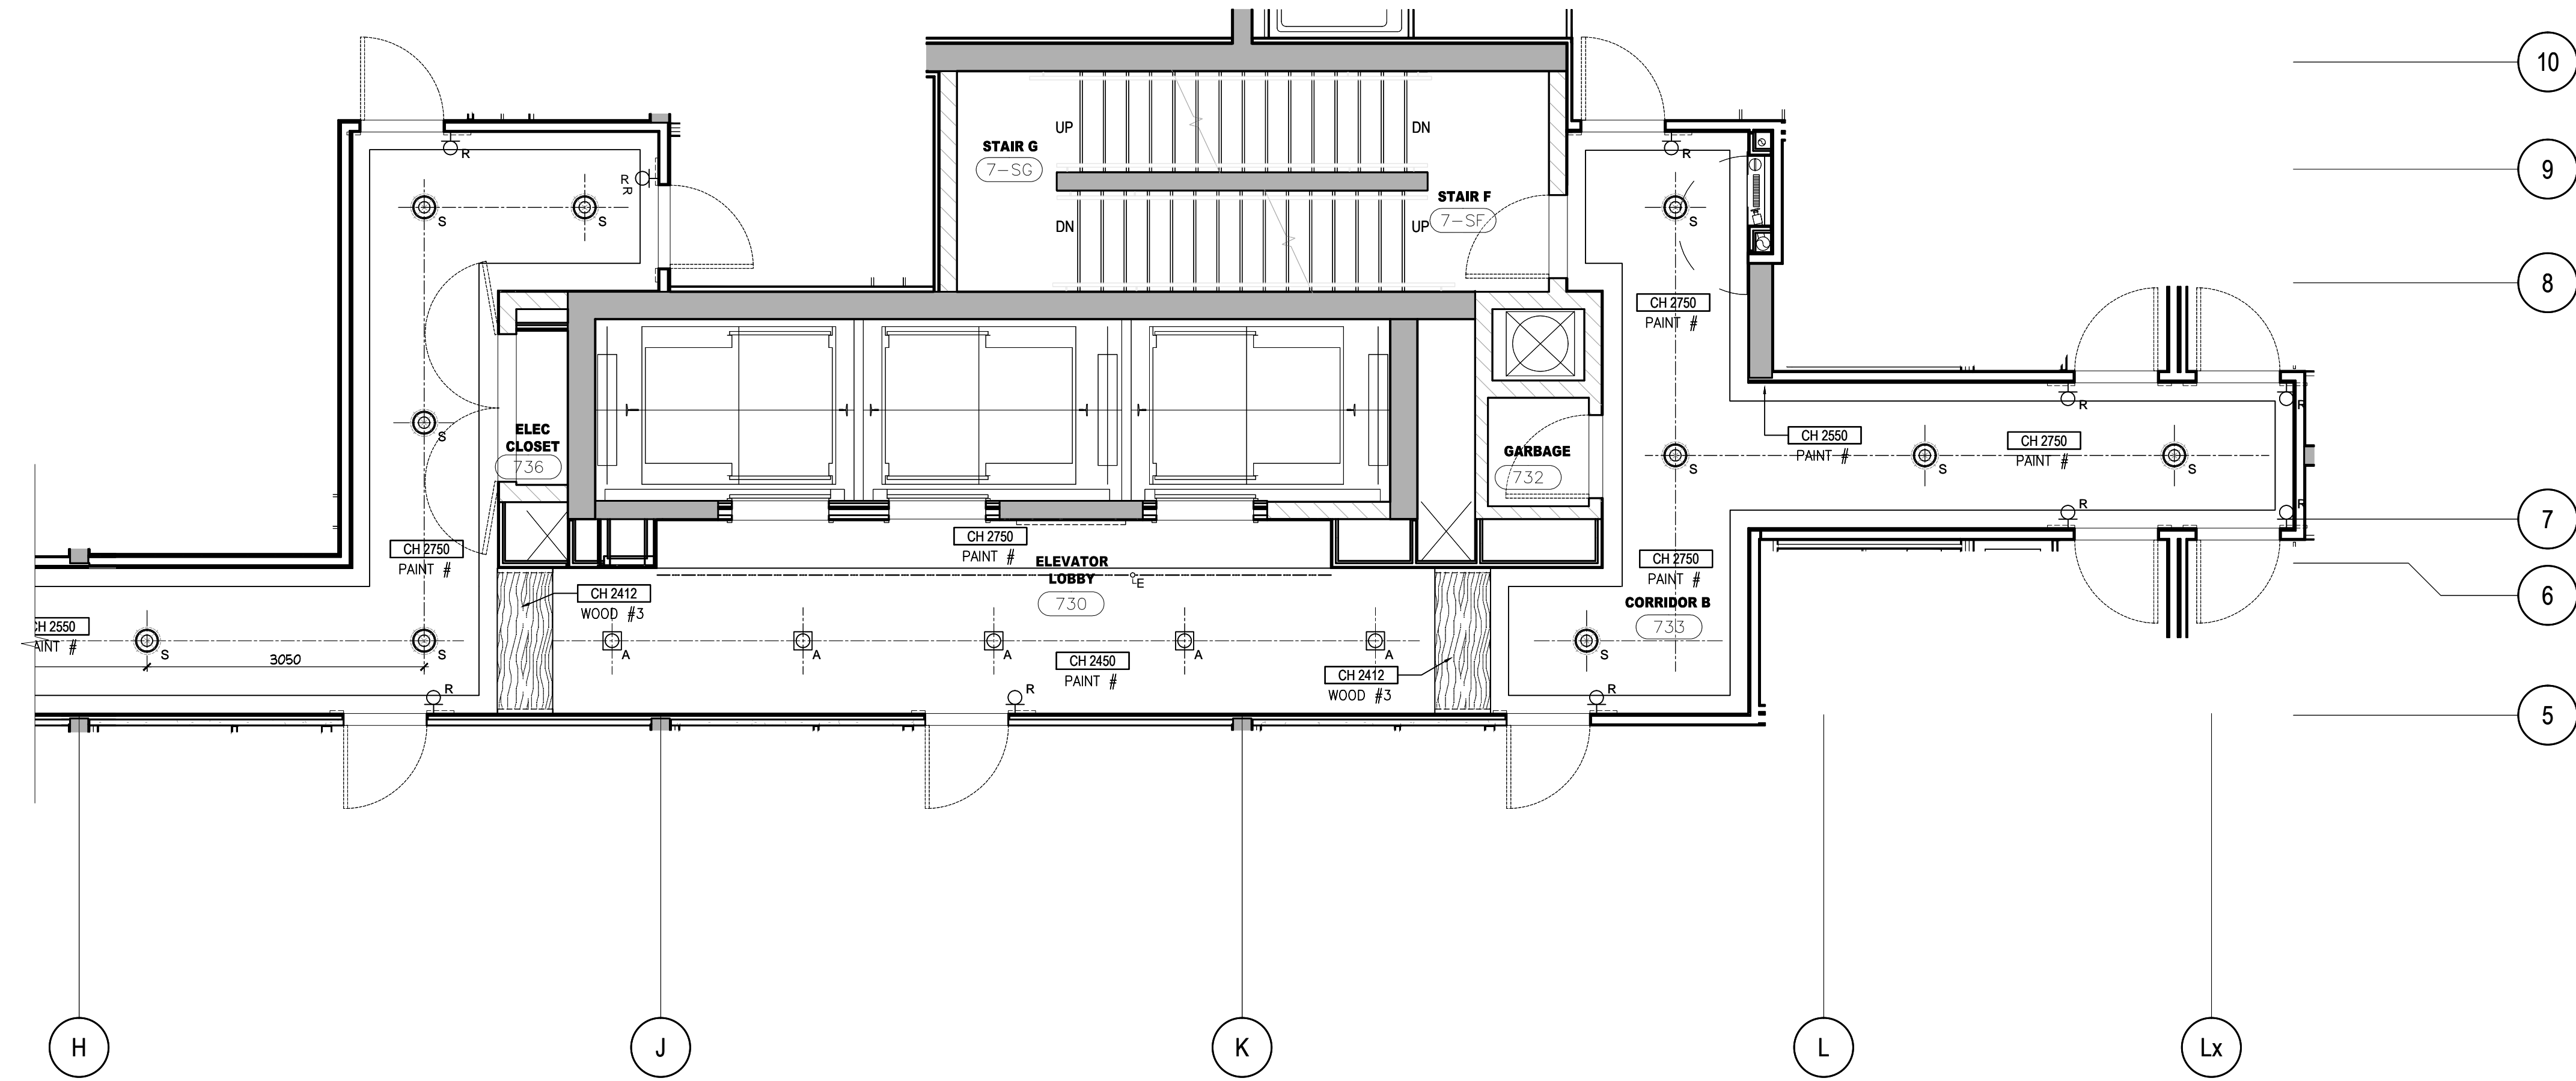 10
UP
DN
STAIR G
7-SG
R
R
R
R
R
9
STAIR F
7-SF
S
S
S
DN
UP
8
CH 2750
PAINT #
R
R
ELEC
CLOSET
736
S
GARBAGE
732
S
CH 2550
PAINT #
S
CH 2750
PAINT #
S
R
R
7
CH 2750
PAINT #
CH 2750
PAINT #
ELEVATOR
LOBBY
730
E
CH 2750
PAINT #
6
CH 2412
WOOD #3
CORRIDOR B
733
CH 2550
PAINT #
S
3050
S
A
A
A
A
A
S
CH 2450
PAINT #
CH 2412
WOOD #3
R
R
R
5
H
J
K
L
Lx